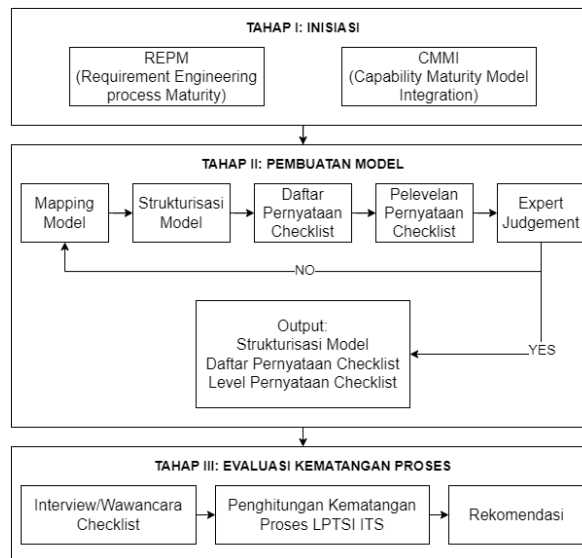 TAHAP I: INISIASI
REPM
(Requirement Engineering
process Maturity)
CMMI
(Capability Maturity Model
Integration)
TAHAP II: PEMBUATAN MODEL
Mapping
Model
Strukturisasi
Model
Daftar
Pernyataan
Checklist
Pelevelan
Pernyataan
Checklist
Expert
Judgement
NO
YES
Output:
Strukturisasi Model
Daftar Pernyataan Checklist
Level Pernyataan Checklist
TAHAP III: EVALUASI KEMATANGAN PROSES
Interview/Wawancara
Checklist
Penghitungan Kematangan
Proses LPTSI ITS
Rekomendasi